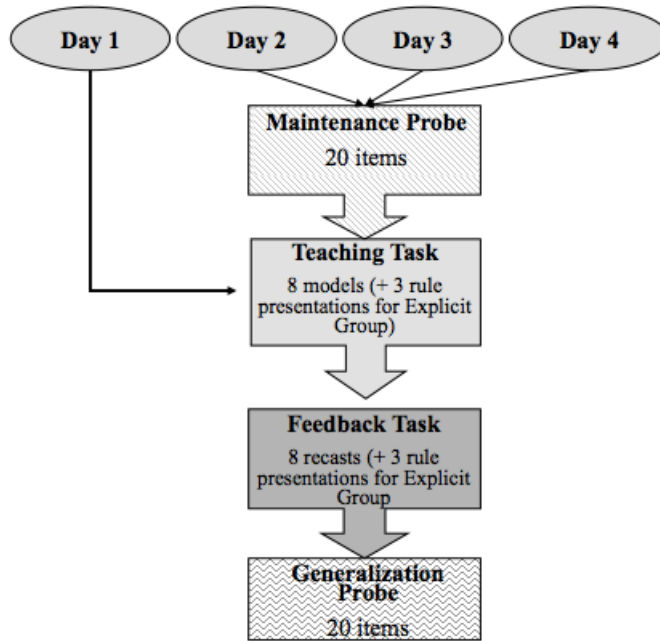 Day 1
Day 2
Day 3
Day 4
Maintenance Probe
20 items
Teaching Task
8 models (+ 3 rule
presentations for Explicit
Group)
Feedback Task
8 recasts (+ 3 rule
presentations for Explicit
Group
Generalization
Probe
20 items